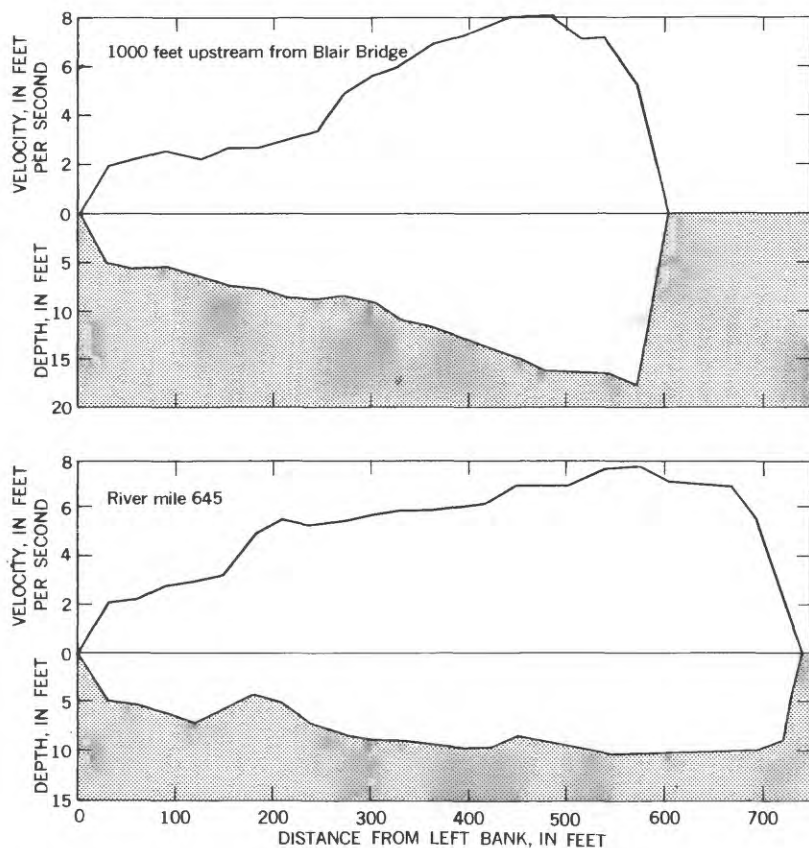 8
6
4
2
0
5
10
15
20
VELOCITY, IN FEET
PER SECOND
DEPTH, IN FEET
1000 feet upstream from Blair Bridge
8
6
4
2
0
5
10
15
VELOCITY, IN FEET
PER SECOND
DEPTH, IN FEET
River mile 645
0 100 200 300 400 500 600 700
DISTANCE FROM LEFT BANK, IN FEET